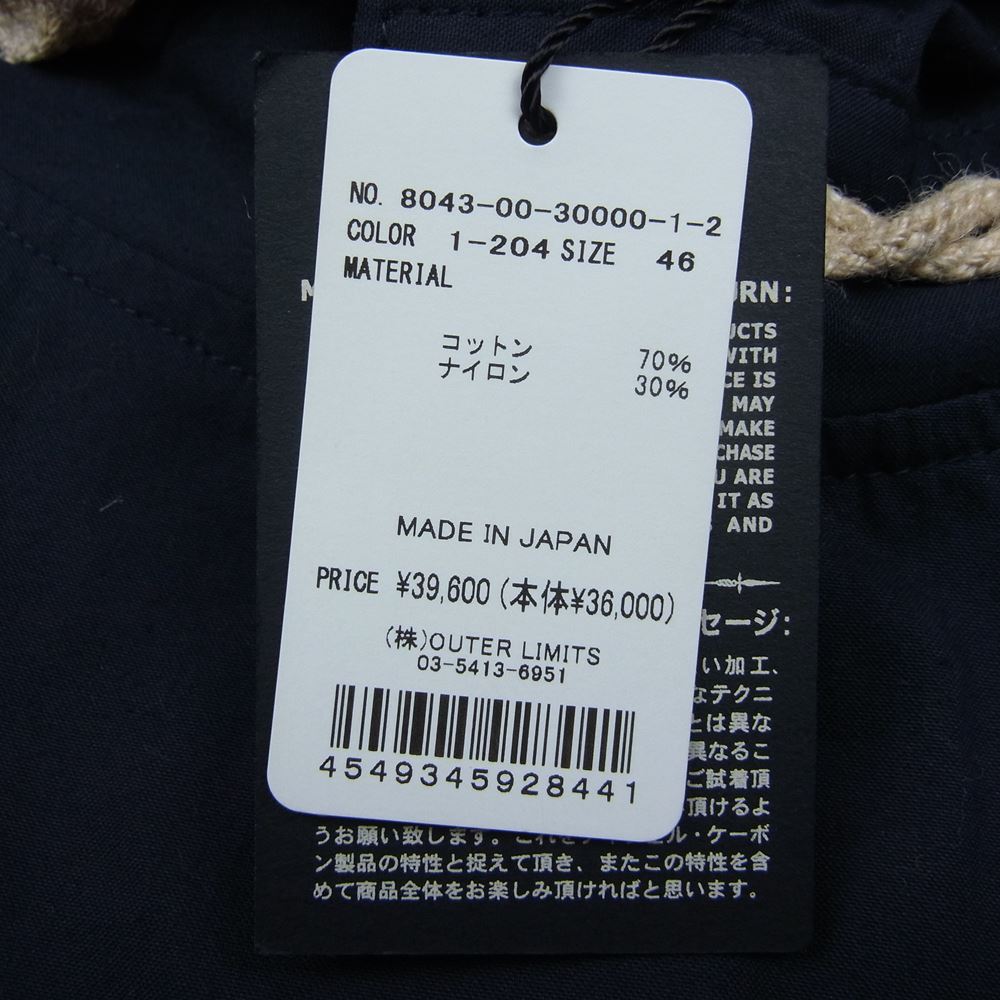 NO. 8043-00-30000-1-2
COLOR 1-204 SIZE 46
MATERIAL
コットン 70%
ナイロン 30%
MADE IN JAPAN
PRICE ¥39,600 (本体¥36,000)
(株)OUTER LIMITS
03-5413-6951
4549345928441
URN:
UCTS
WITH
CE IS
MAY
MAKE
CHASE
U ARE
IT AS
AND
セージ:
い加工、
なテクニ
とは異な
異なるこ
ご試着頂
頂けるよ
うお願い致します。これを ル・ケーボ
ン製品の特性と捉えて頂き、またこの特性を含
めて商品全体をお楽しみ頂ければと思います。